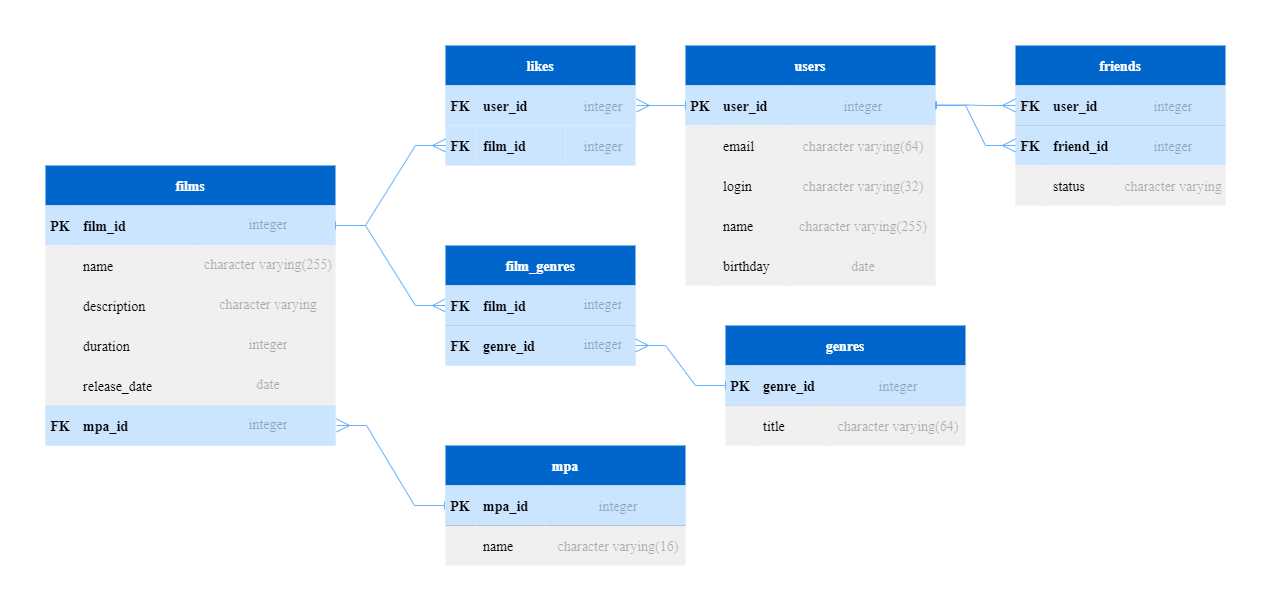 likes
FK user_id integer
FK film_id integer
users
PK user_id integer
email character varying(64)
login character varying(32)
name character varying(255)
birthday date
friends
FK user_id integer
FK friend_id integer
status character varying
films
PK film_id integer
name character varying(255)
description character varying
duration integer
release_date date
FK mpa_id integer
film_genres
FK film_id integer
FK genre_id integer
genres
PK genre_id integer
title character varying(64)
mpa
PK mpa_id integer
name character varying(16)